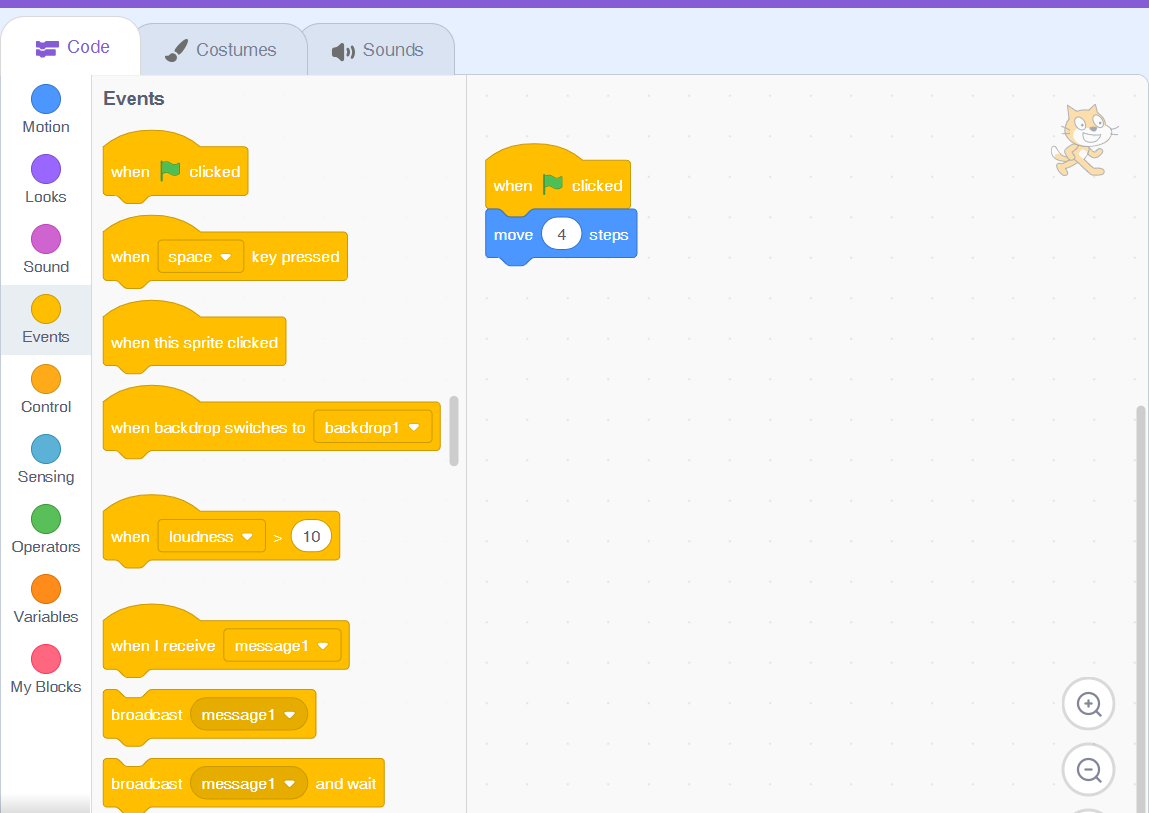 Code
Costumes
Sounds
Motion
Looks
Sound
Events
Control
Sensing
Operators
Variables
My Blocks
Events
when clicked
when space key pressed
when this sprite clicked
when backdrop switches to backdrop1
when loudness > 10
when I receive message1
broadcast message1
broadcast message1 and wait
when clicked
move 4 steps